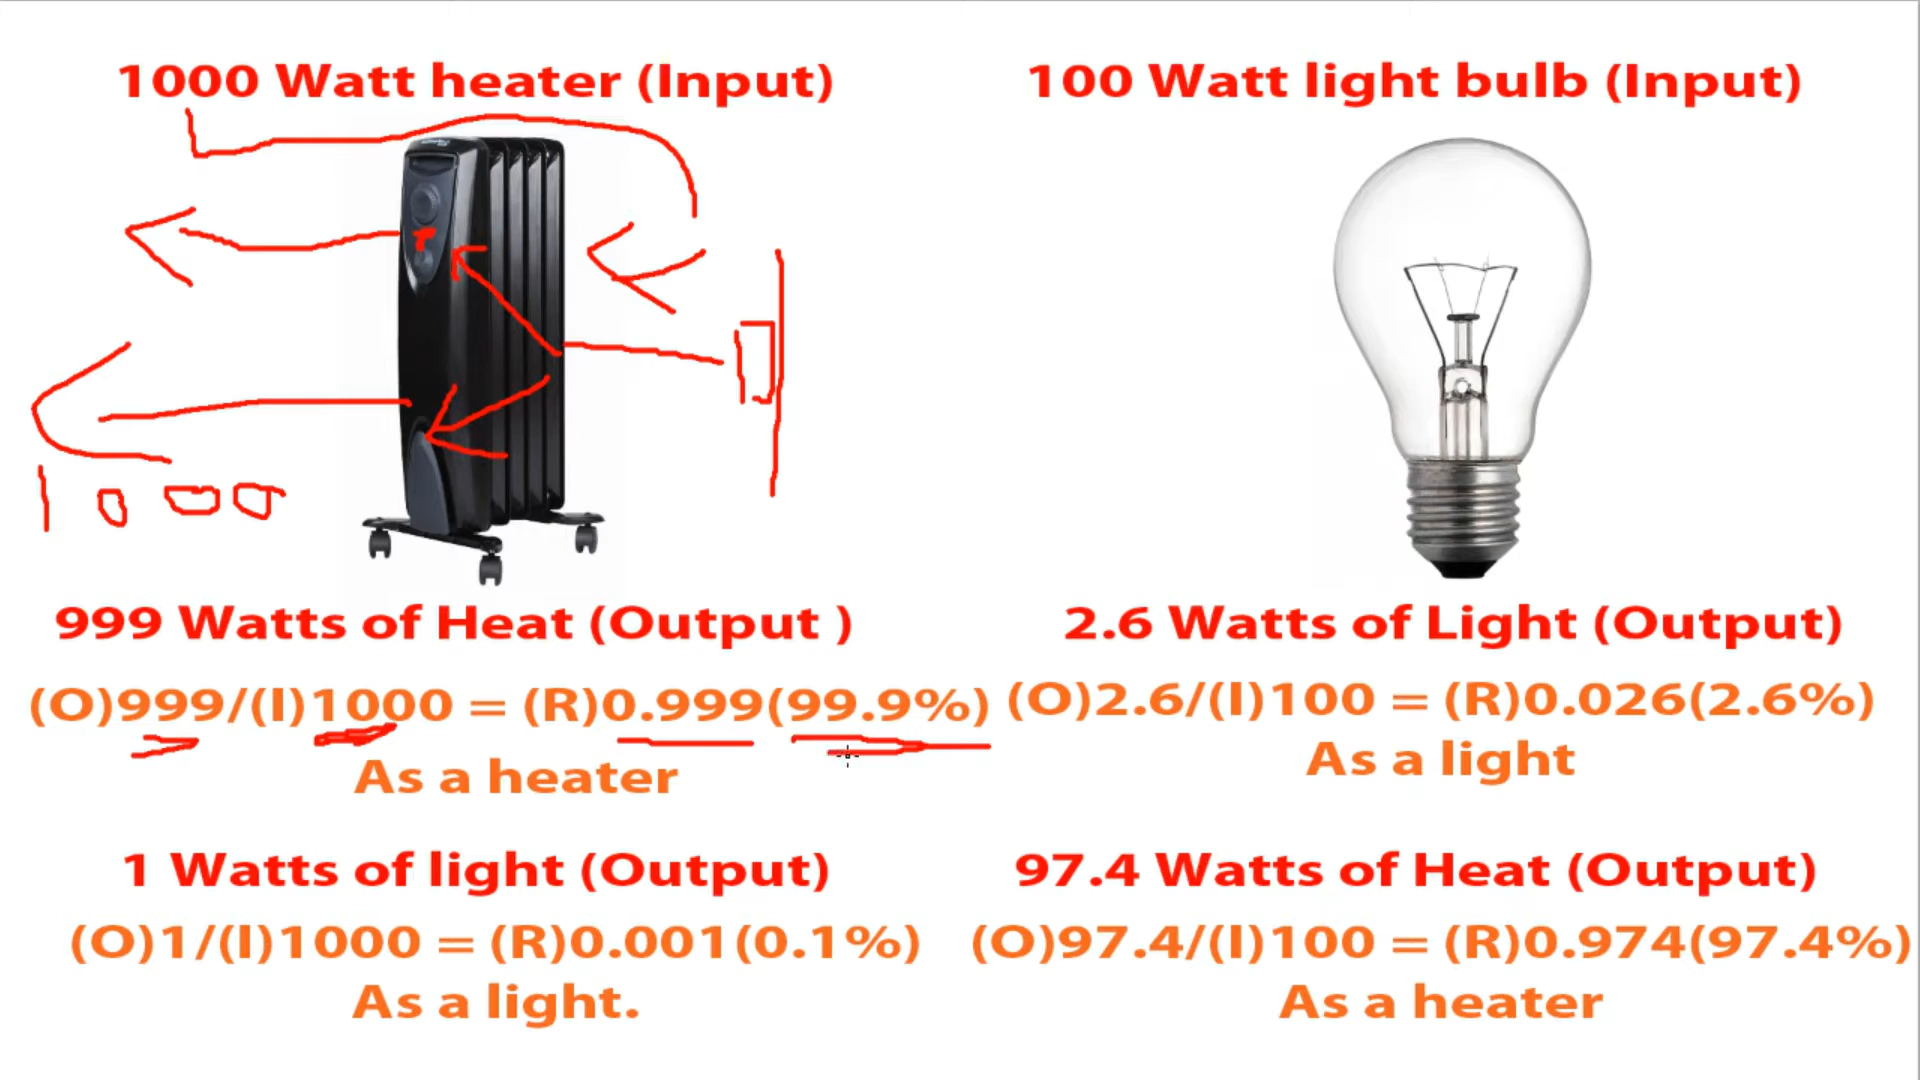 1000 Watt heater (Input)
1000
999 Watts of Heat (Output )
(O)999/(I)1000 = (R)0.999(99.9%)
As a heater
1 Watts of light (Output)
(O)1/(I)1000 = (R)0.001(0.1%)
As a light.
100 Watt light bulb (Input)
2.6 Watts of Light (Output)
(O)2.6/(I)100 = (R)0.026(2.6%)
As a light
97.4 Watts of Heat (Output)
(O)97.4/(I)100 = (R)0.974(97.4%)
As a heater